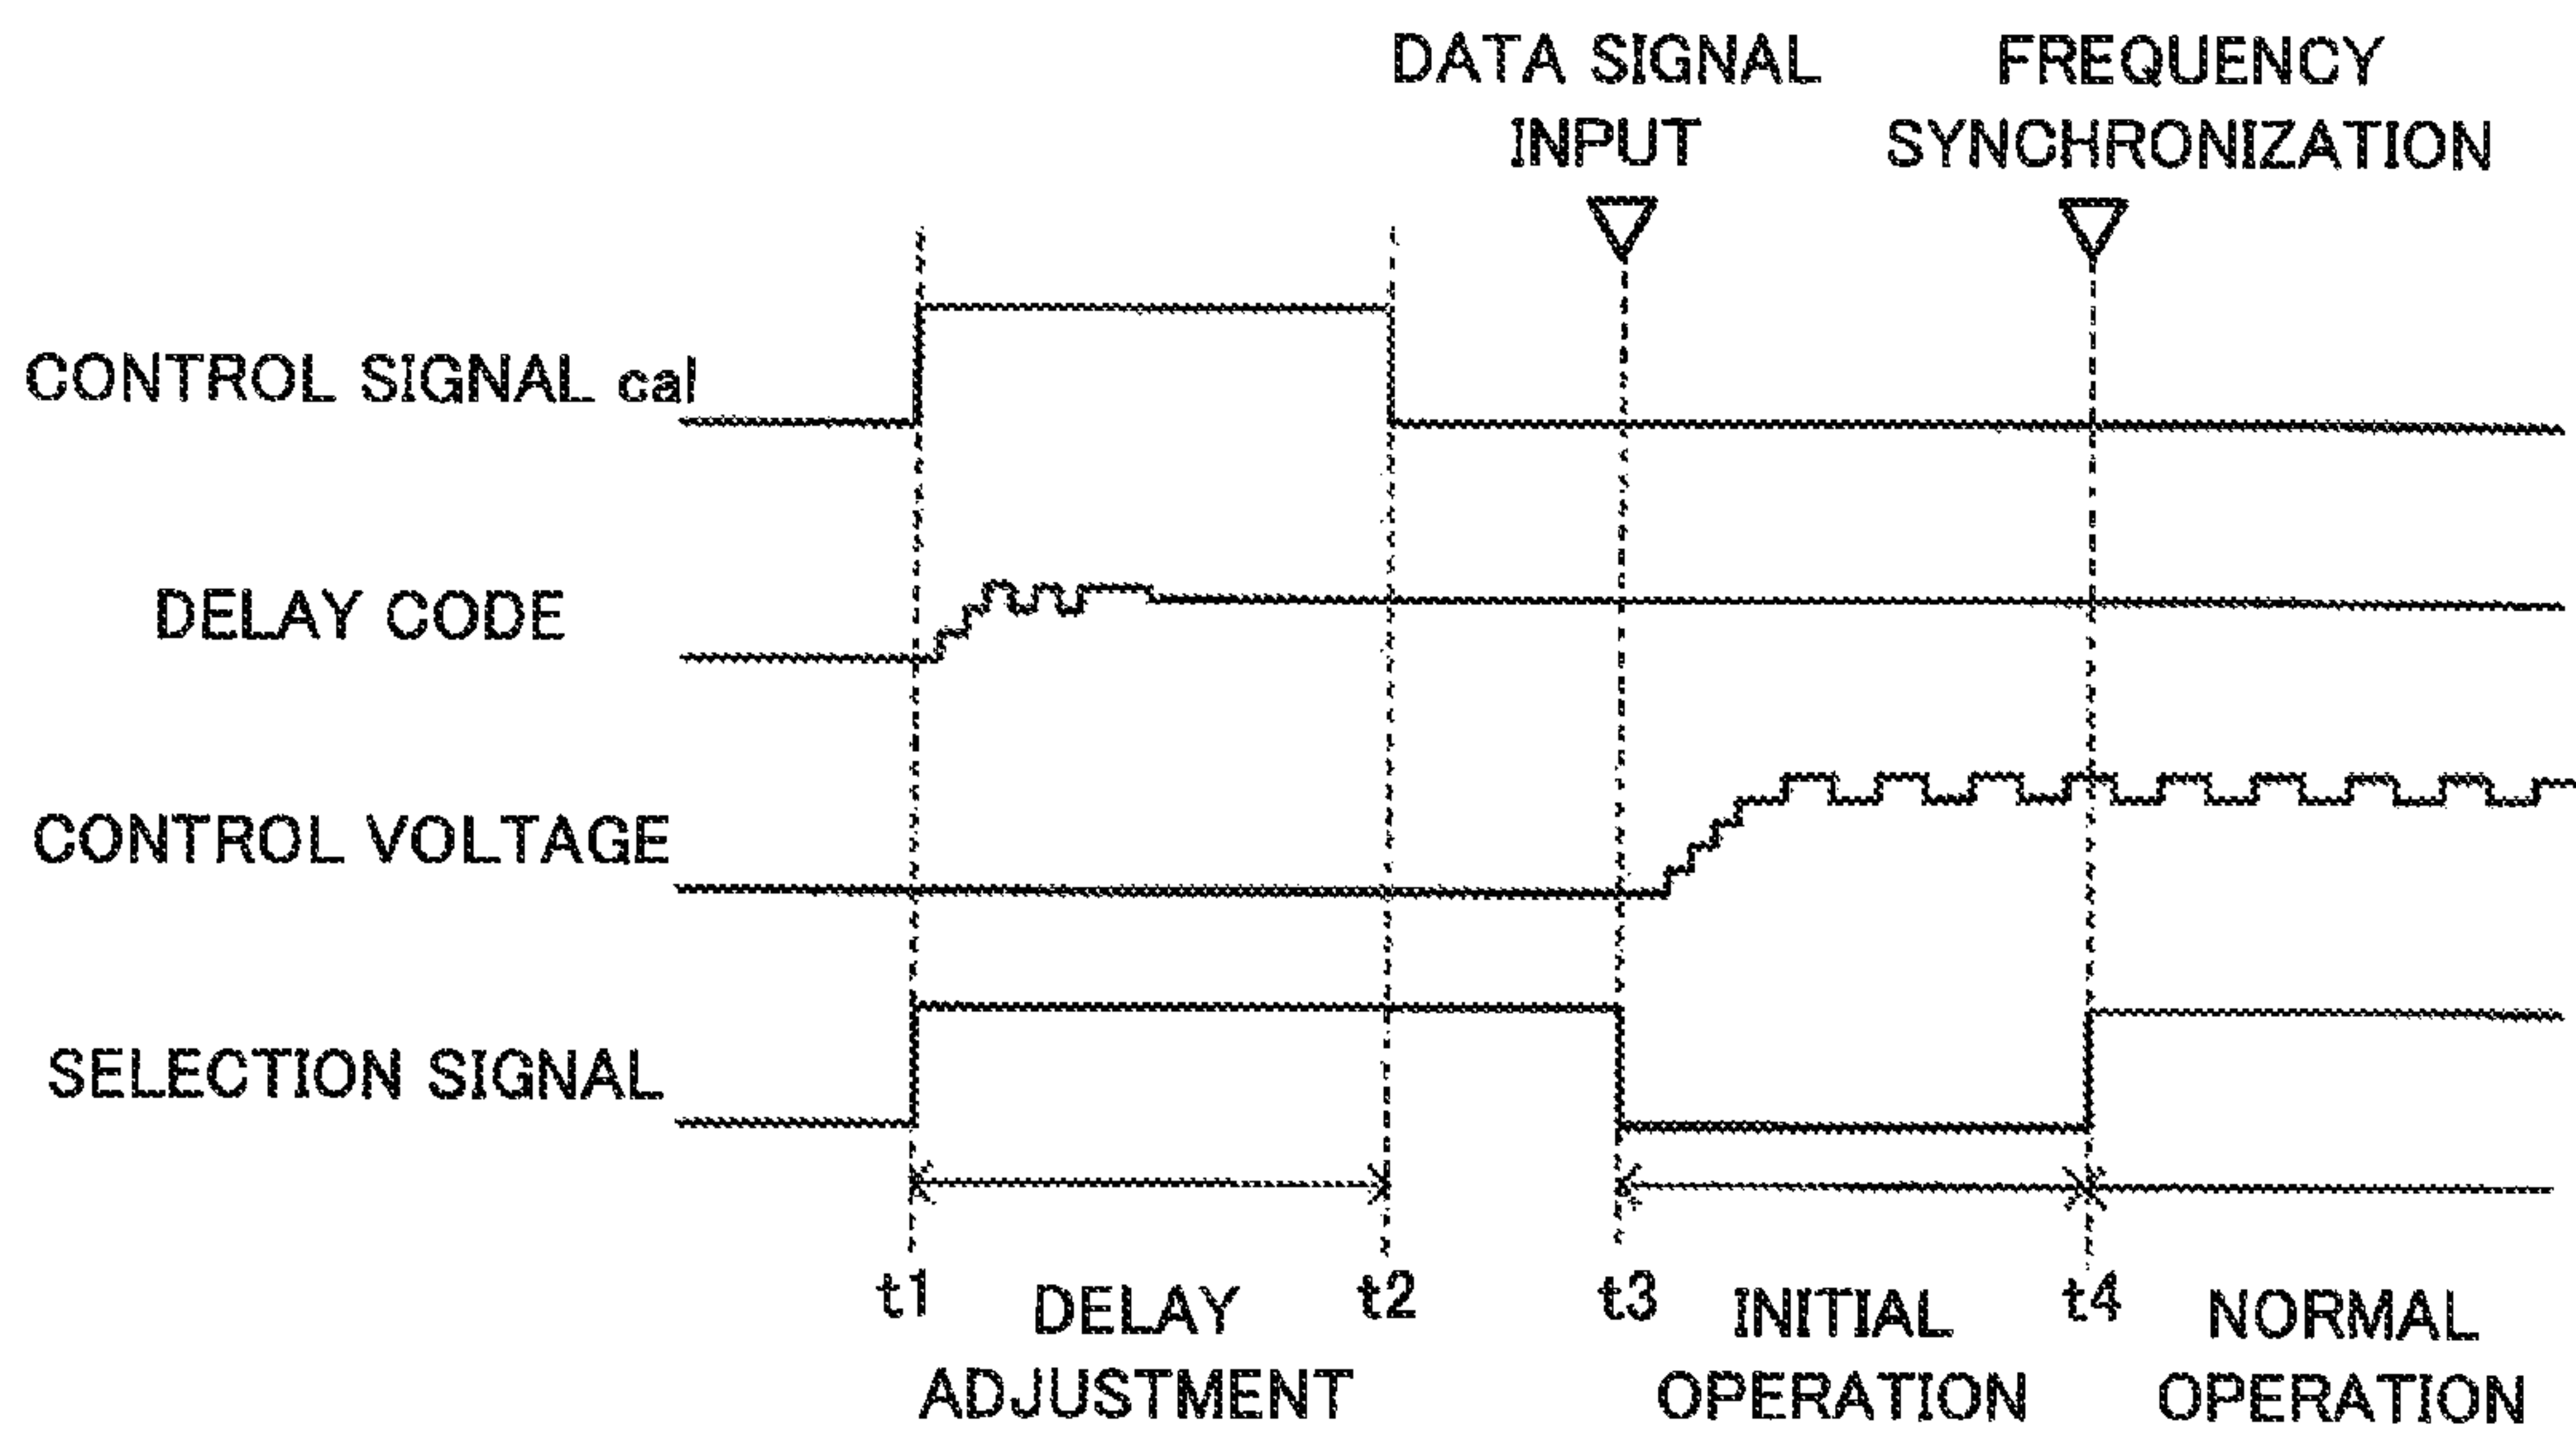 DATA SIGNAL
INPUT
FREQUENCY
SYNCHRONIZATION
CONTROL SIGNAL cal
DELAY CODE
CONTROL VOLTAGE
SELECTION SIGNAL
t1
DELAY
ADJUSTMENT
t2
t3
INITIAL
OPERATION
t4
NORMAL
OPERATION